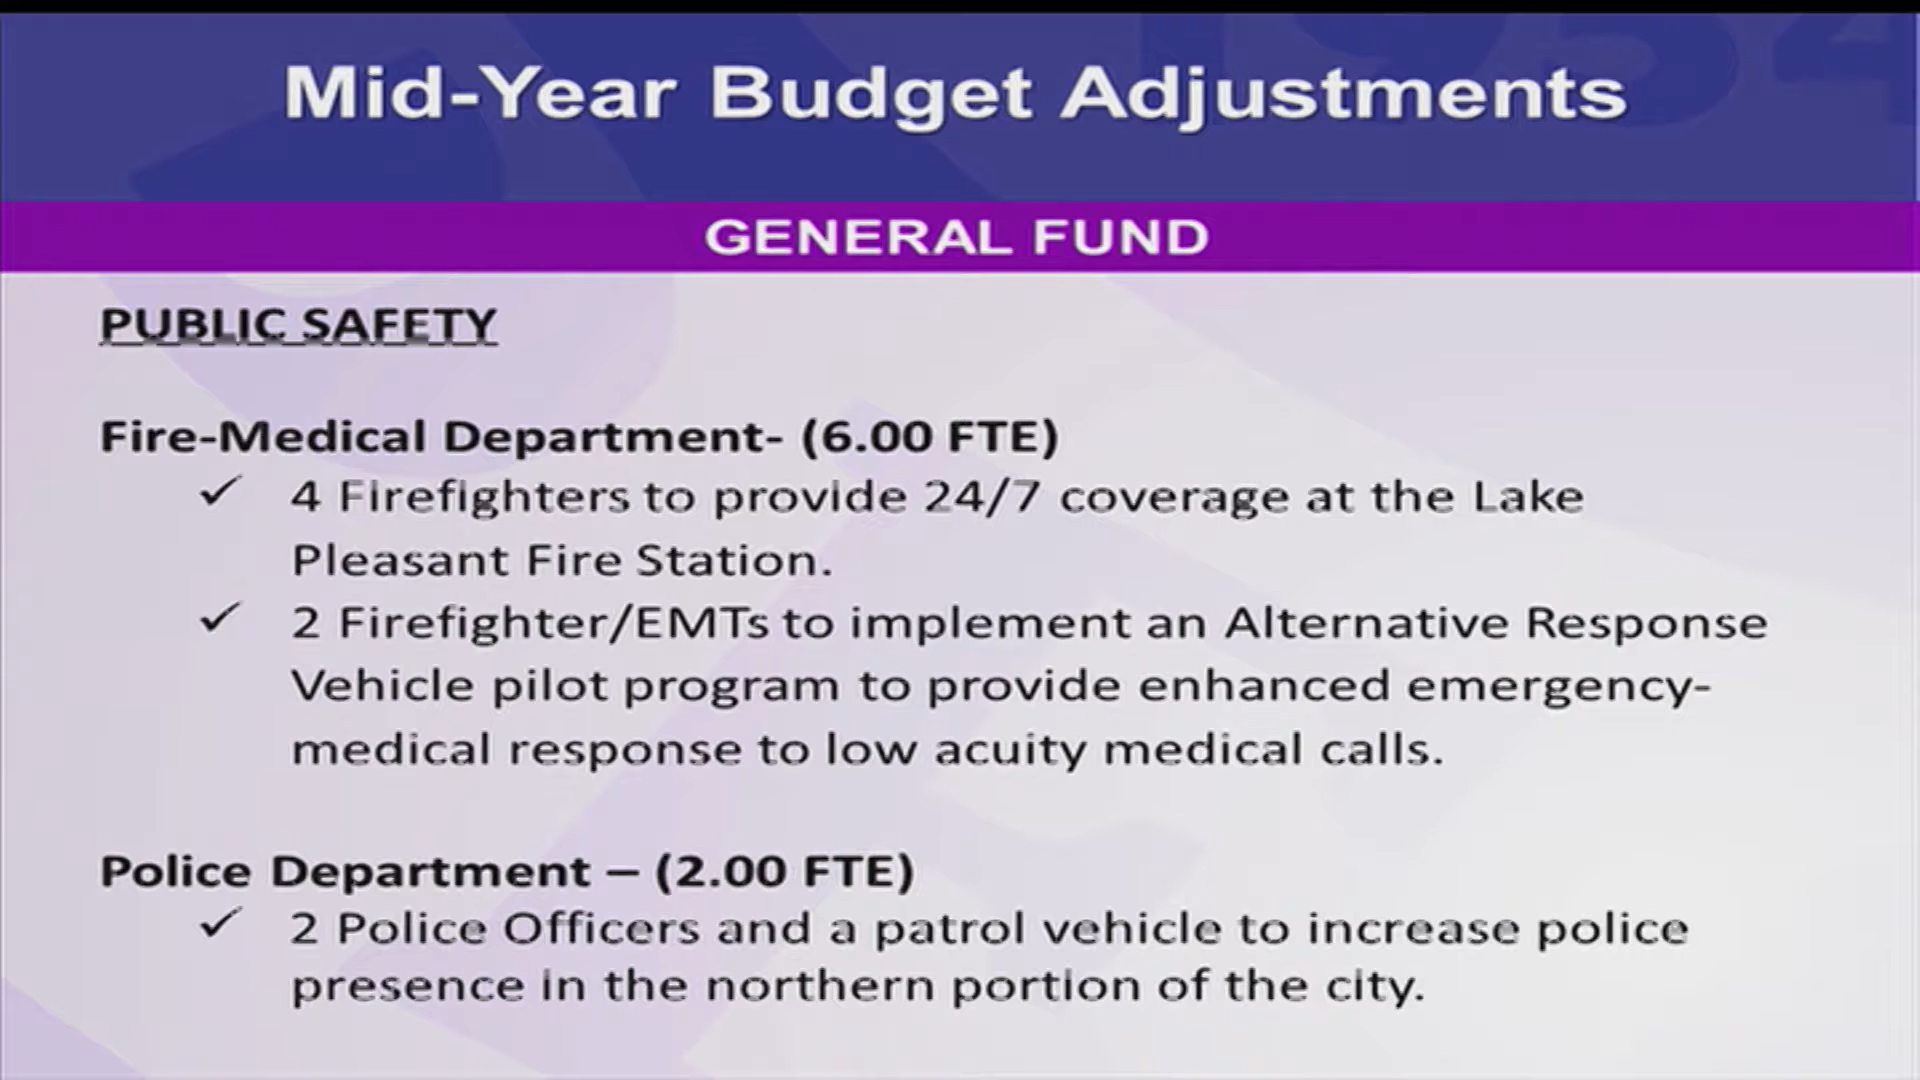 Mid-Year Budget Adjustments
GENERAL FUND
PUBLIC SAFETY
Fire-Medical Department- (6.00 FTE)
✓ 4 Firefighters to provide 24/7 coverage at the Lake
Pleasant Fire Station.
✓ 2 Firefighter/EMTs to implement an Alternative Response
Vehicle pilot program to provide enhanced emergency-
medical response to low acuity medical calls.
Police Department – (2.00 FTE)
✓ 2 Police Officers and a patrol vehicle to increase police
presence in the northern portion of the city.